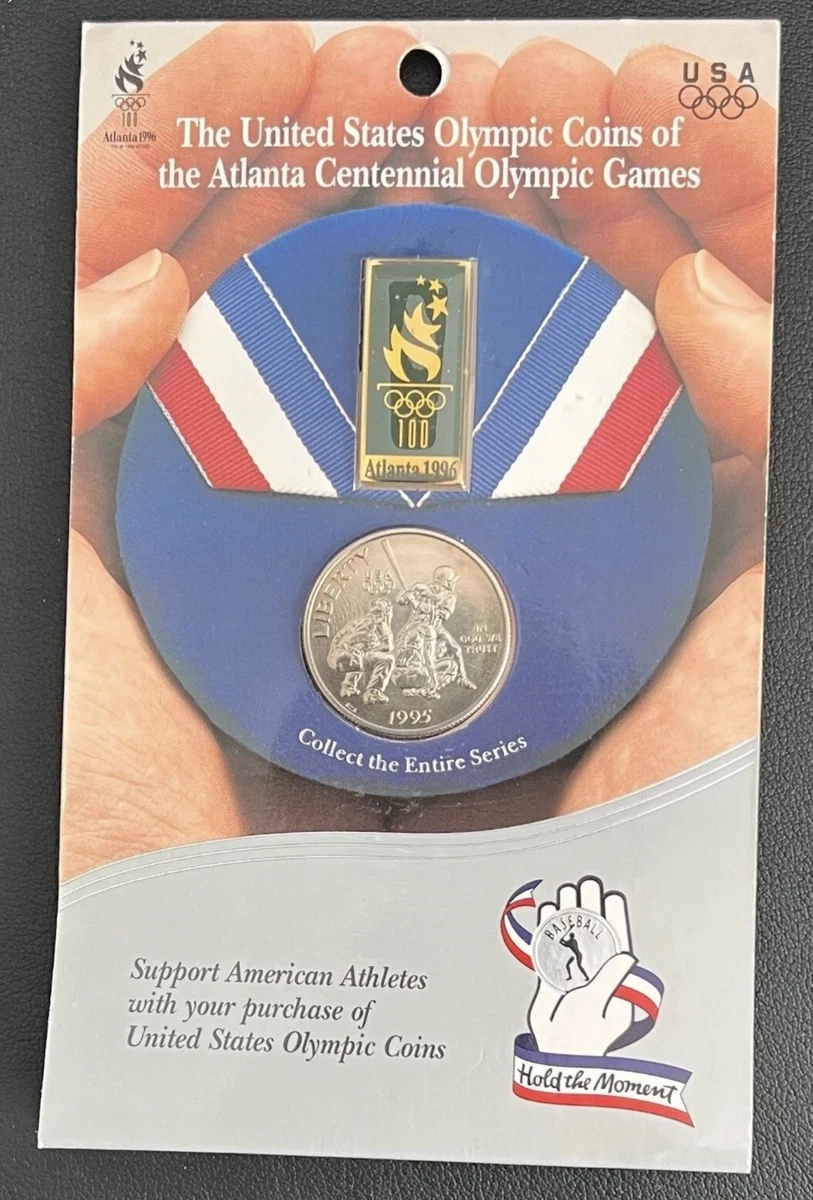 USA
100
Atlanta 1996
The United States Olympic Coins of
the Atlanta Centennial Olympic Games
100
Atlanta 1996
LIBERTY
USA
IN
GOD WE
TRUST
1995
Collect the Entire Series
BASEBALL
Support American Athletes
with your purchase of
United States Olympic Coins
Hold the Moment